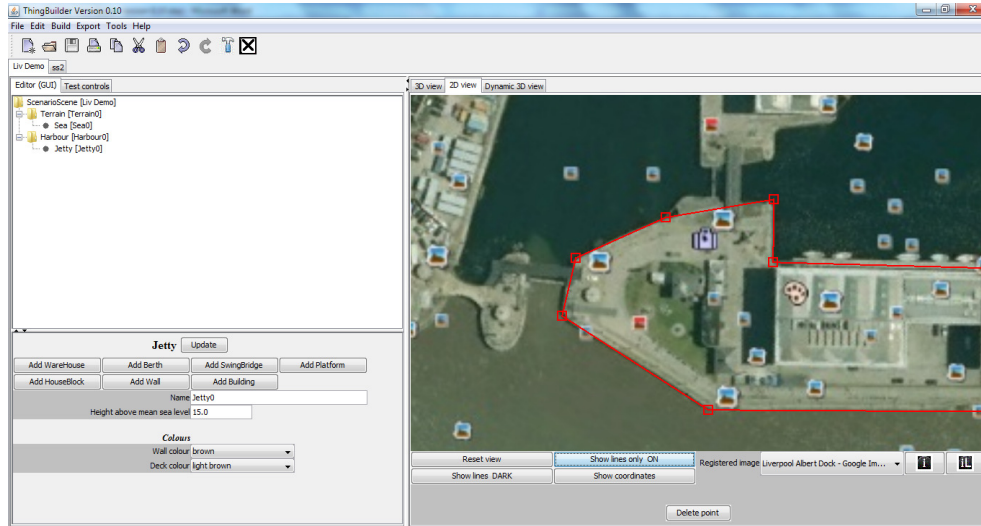 ThingBuilder Version 0.10
File Edit Build Export Tools Help
Liv Demo ss2
Editor (GUI) Test controls
3D view 2D view Dynamic 3D view
ScenarioScene [Liv Demo]
Terrain [Terrain0]
Sea [Sea0]
Harbour [Harbour0]
Jetty [Jetty0]
Jetty Update
Add WareHouse Add Berth Add SwingBridge Add Platform
Add HouseBlock Add Wall Add Building
Name Jetty0
Height above mean sea level 15.0
Colours
Wall colour brown
Deck colour light brown
Reset view Show lines only ON Registered image Liverpool Albert Dock - Google Im... i iL
Show lines DARK Show coordinates
Delete point